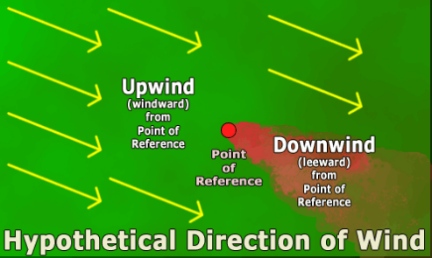 Upwind
(windward)
from
Point of
Reference
Point
of
Reference
Downwind
(leeward)
from
Point of
Reference
Hypothetical Direction of Wind